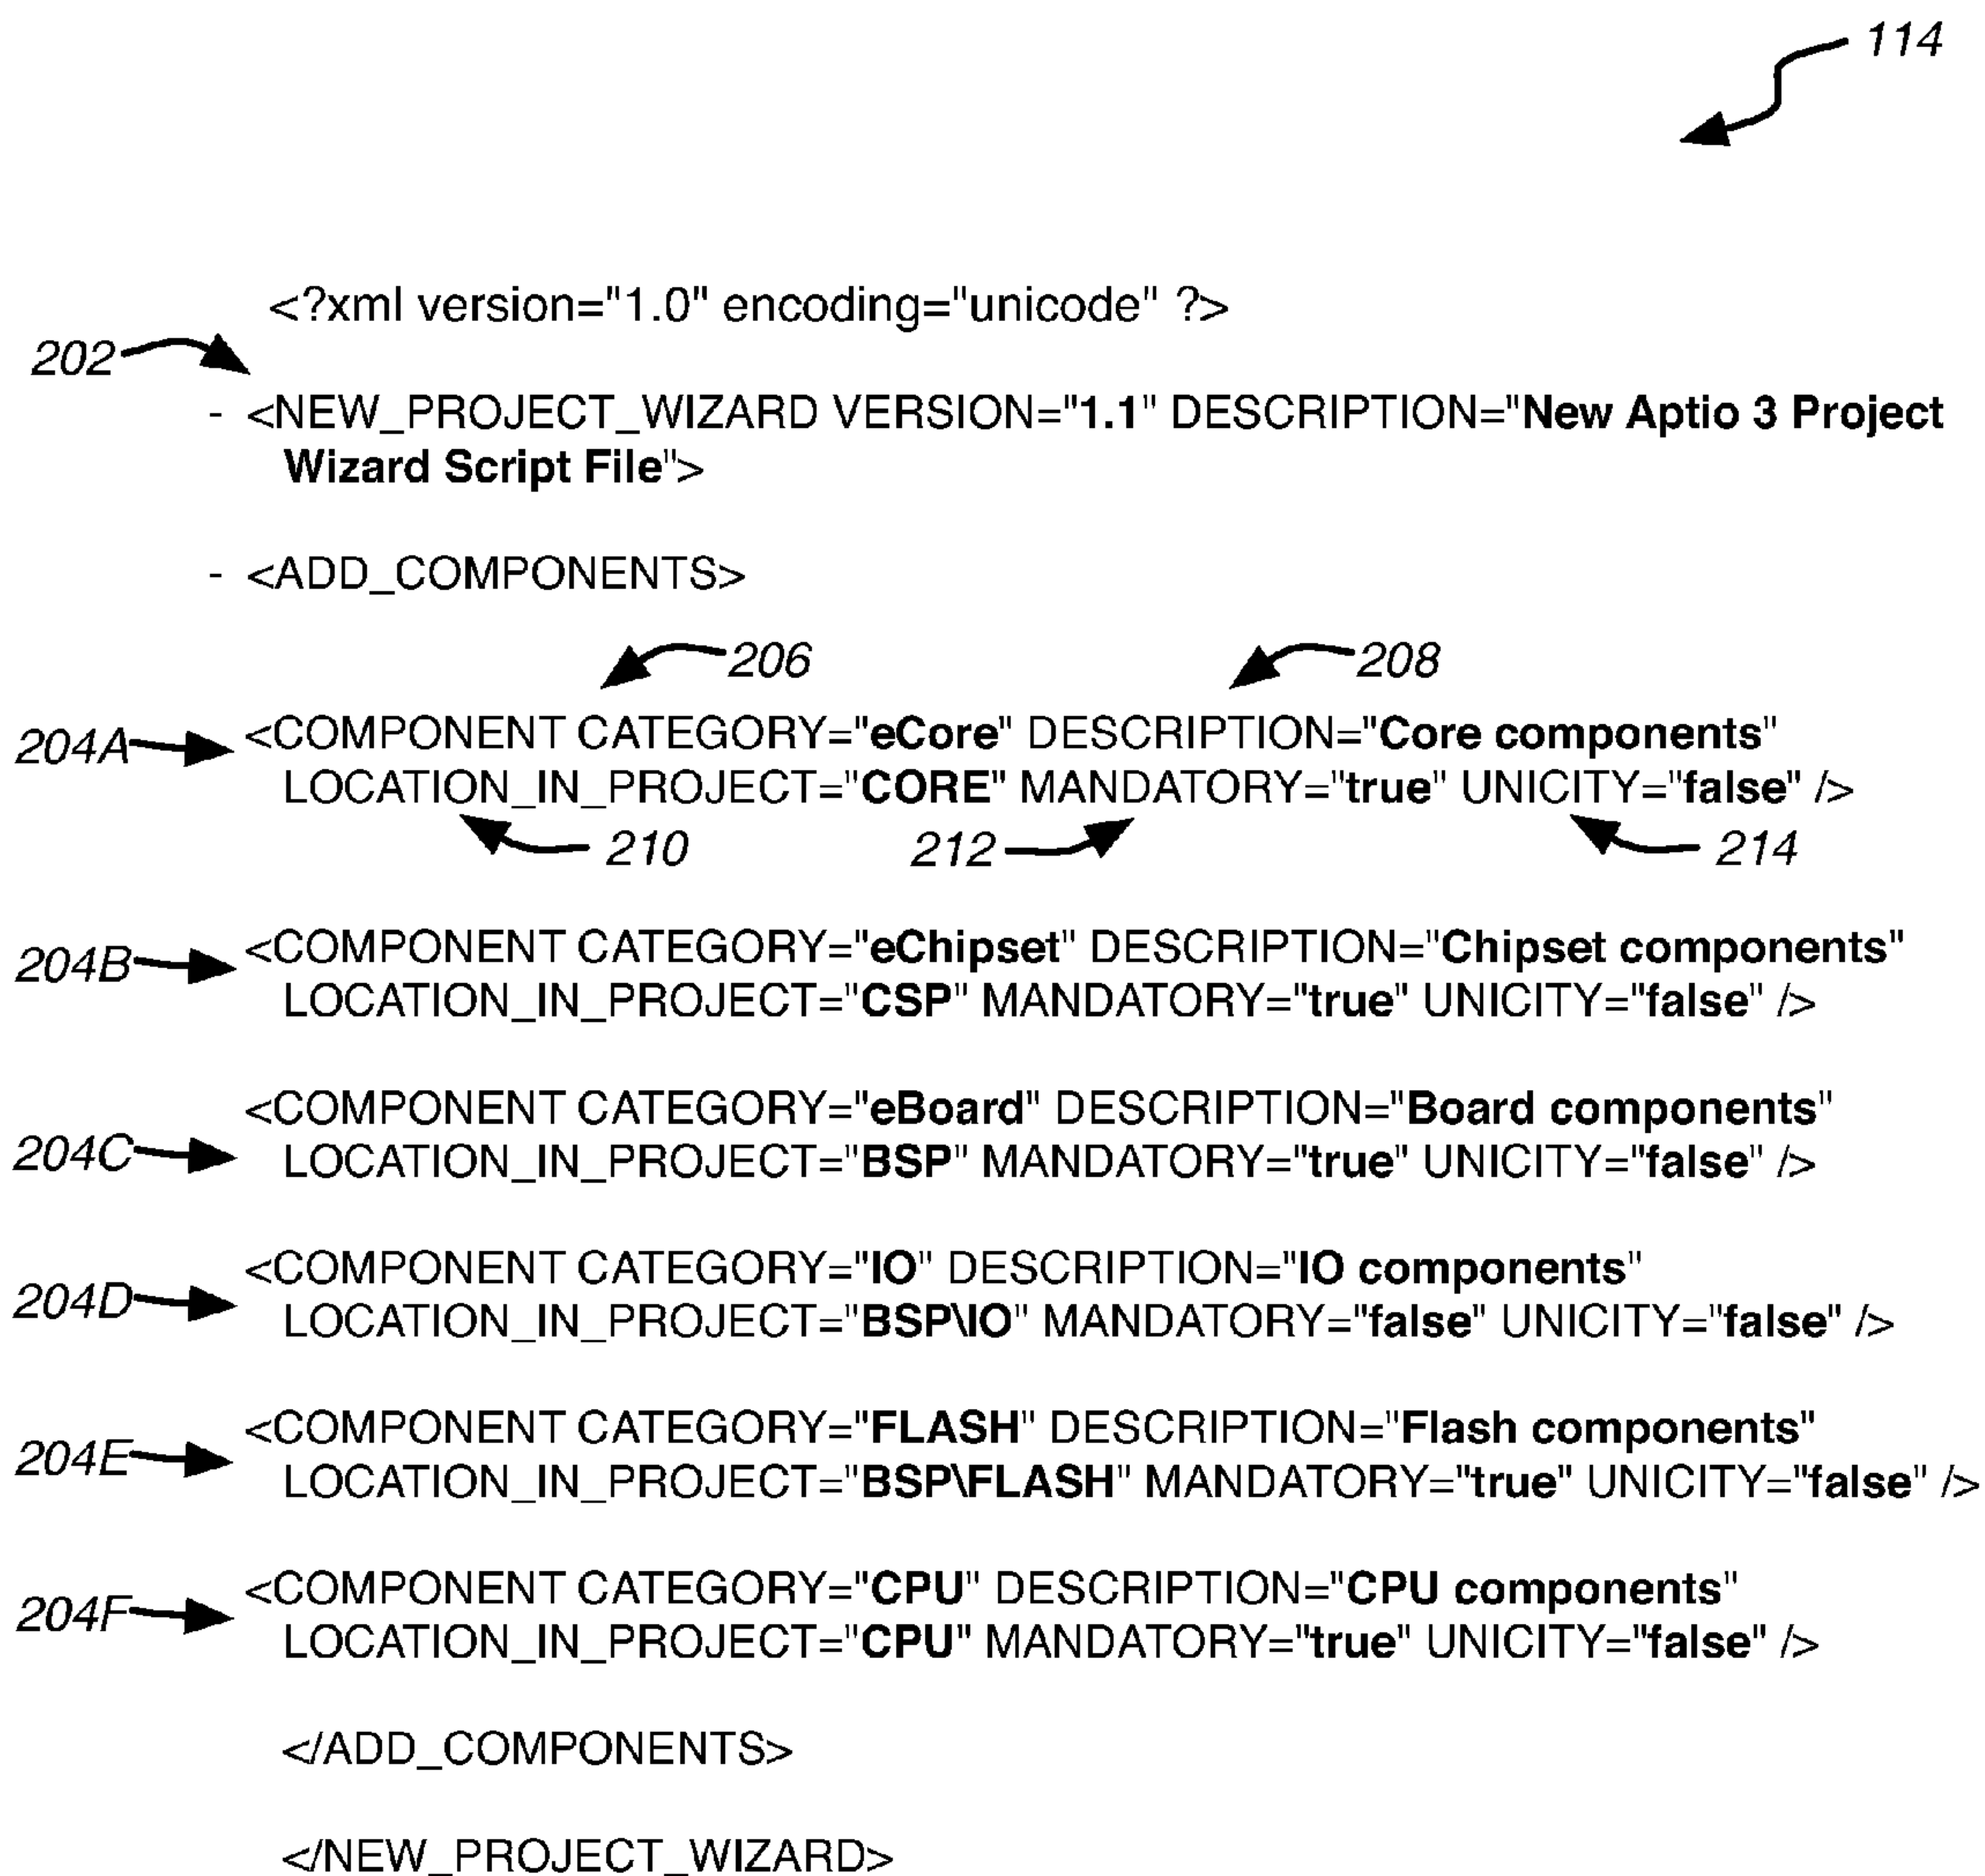 114
<?xml version="1.0" encoding="unicode" ?>
202
- <NEW_PROJECT_WIZARD VERSION="1.1" DESCRIPTION="New Aptio 3 Project
Wizard Script File">
- <ADD_COMPONENTS>
206 208
204A <COMPONENT CATEGORY="eCore" DESCRIPTION="Core components"
LOCATION_IN_PROJECT="CORE" MANDATORY="true" UNICITY="false" />
210 212 214
204B <COMPONENT CATEGORY="eChipset" DESCRIPTION="Chipset components"
LOCATION_IN_PROJECT="CSP" MANDATORY="true" UNICITY="false" />
<COMPONENT CATEGORY="eBoard" DESCRIPTION="Board components"
204C LOCATION_IN_PROJECT="BSP" MANDATORY="true" UNICITY="false" />
<COMPONENT CATEGORY="IO" DESCRIPTION="IO components"
204D LOCATION_IN_PROJECT="BSP\IO" MANDATORY="false" UNICITY="false" />
<COMPONENT CATEGORY="FLASH" DESCRIPTION="Flash components"
204E LOCATION_IN_PROJECT="BSP\FLASH" MANDATORY="true" UNICITY="false" />
<COMPONENT CATEGORY="CPU" DESCRIPTION="CPU components"
204F LOCATION_IN_PROJECT="CPU" MANDATORY="true" UNICITY="false" />
</ADD_COMPONENTS>
</NEW_PROJECT_WIZARD>